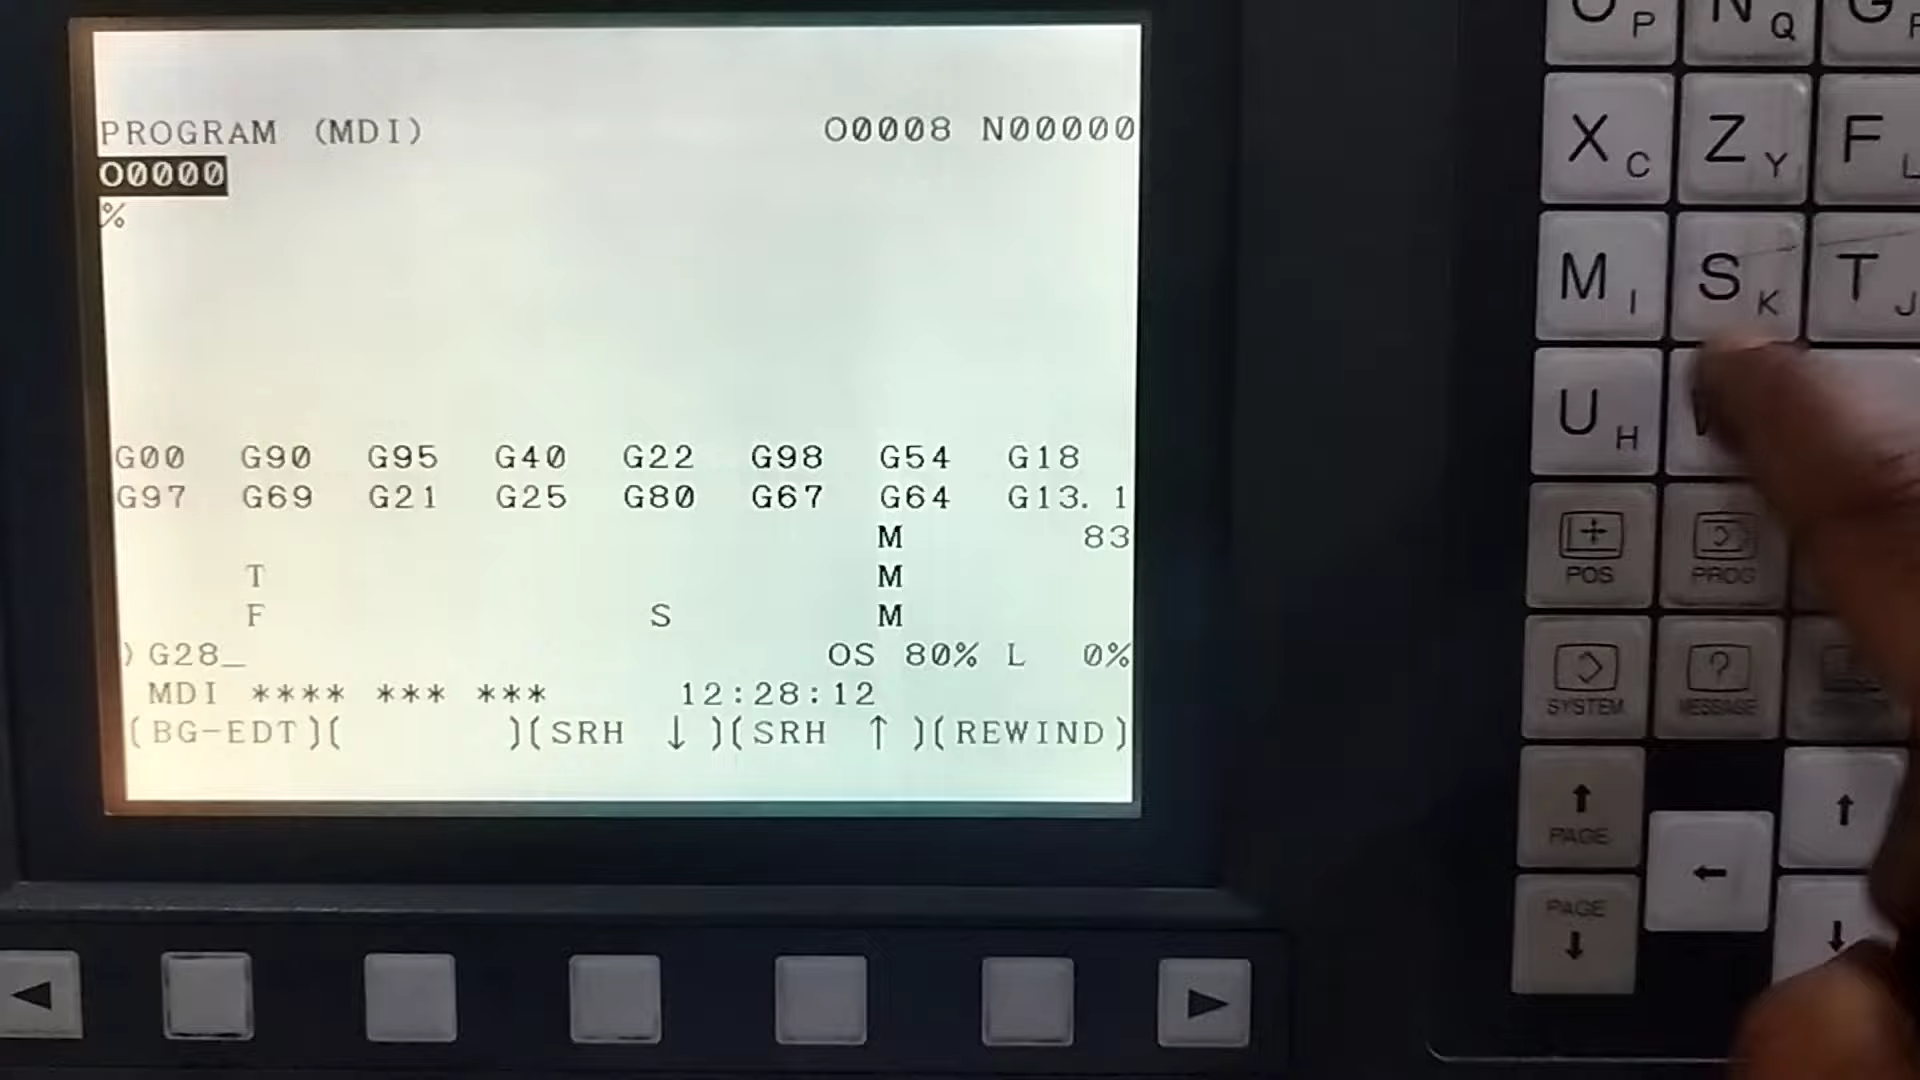 PROGRAM (MDI) O0008 N00000
O0000
%
G00 G90 G95 G40 G22 G98 G54 G18
G97 G69 G21 G25 G80 G67 G64 G13.1
M 83
T M
F S M
)G28_ OS 80% L 0%
MDI **** *** *** 12:28:12
(BG-EDT)( )(SRH ↓)(SRH ↑)(REWIND)
O P N Q G
X C Z Y F L
M I S K T J
U H
POS PROG
SYSTEM MESSAGE
↑ PAGE ↑
←
PAGE ↓ ↓
◀ ▶